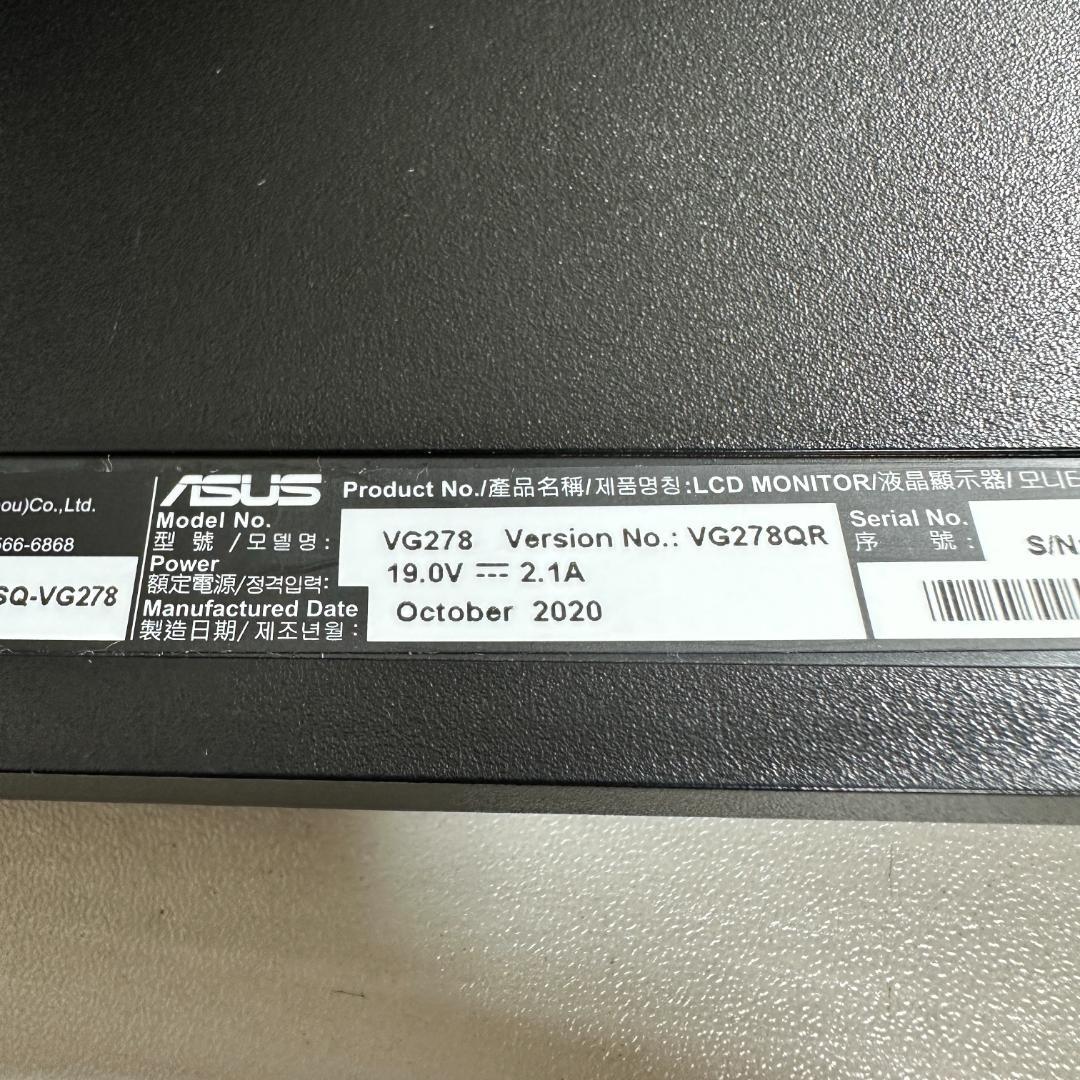 Co.,Ltd.
566-6868
SQ-VG278
ASUS
Product No./產品名稱/제품명칭:LCD MONITOR/液晶顯示器/모니터
Model No.
型 號 /모델명: VG278 Version No.: VG278QR
Power
額定電源/정격입력: 19.0V ⎓ 2.1A
Manufactured Date
製造日期/제조년월: October 2020
Serial No.
序 號:
S/N: